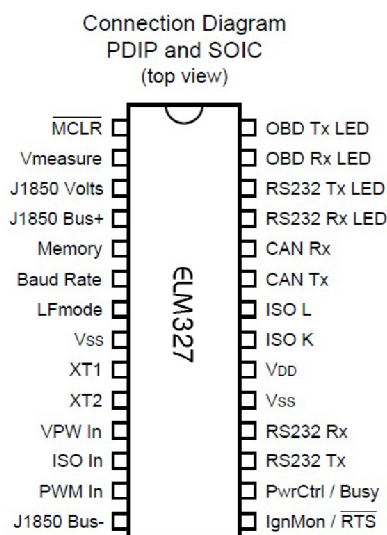 Connection Diagram
PDIP and SOIC
(top view)
MCLR OBD Tx LED
Vmeasure OBD Rx LED
J1850 Volts RS232 Tx LED
J1850 Bus+ RS232 Rx LED
Memory CAN Rx
Baud Rate CAN Tx
LFmode ISO L
Vss ISO K
XT1 VDD
XT2 Vss
VPW In RS232 Rx
ISO In RS232 Tx
PWM In PwrCtrl / Busy
J1850 Bus- IgnMon / RTS
ELM327